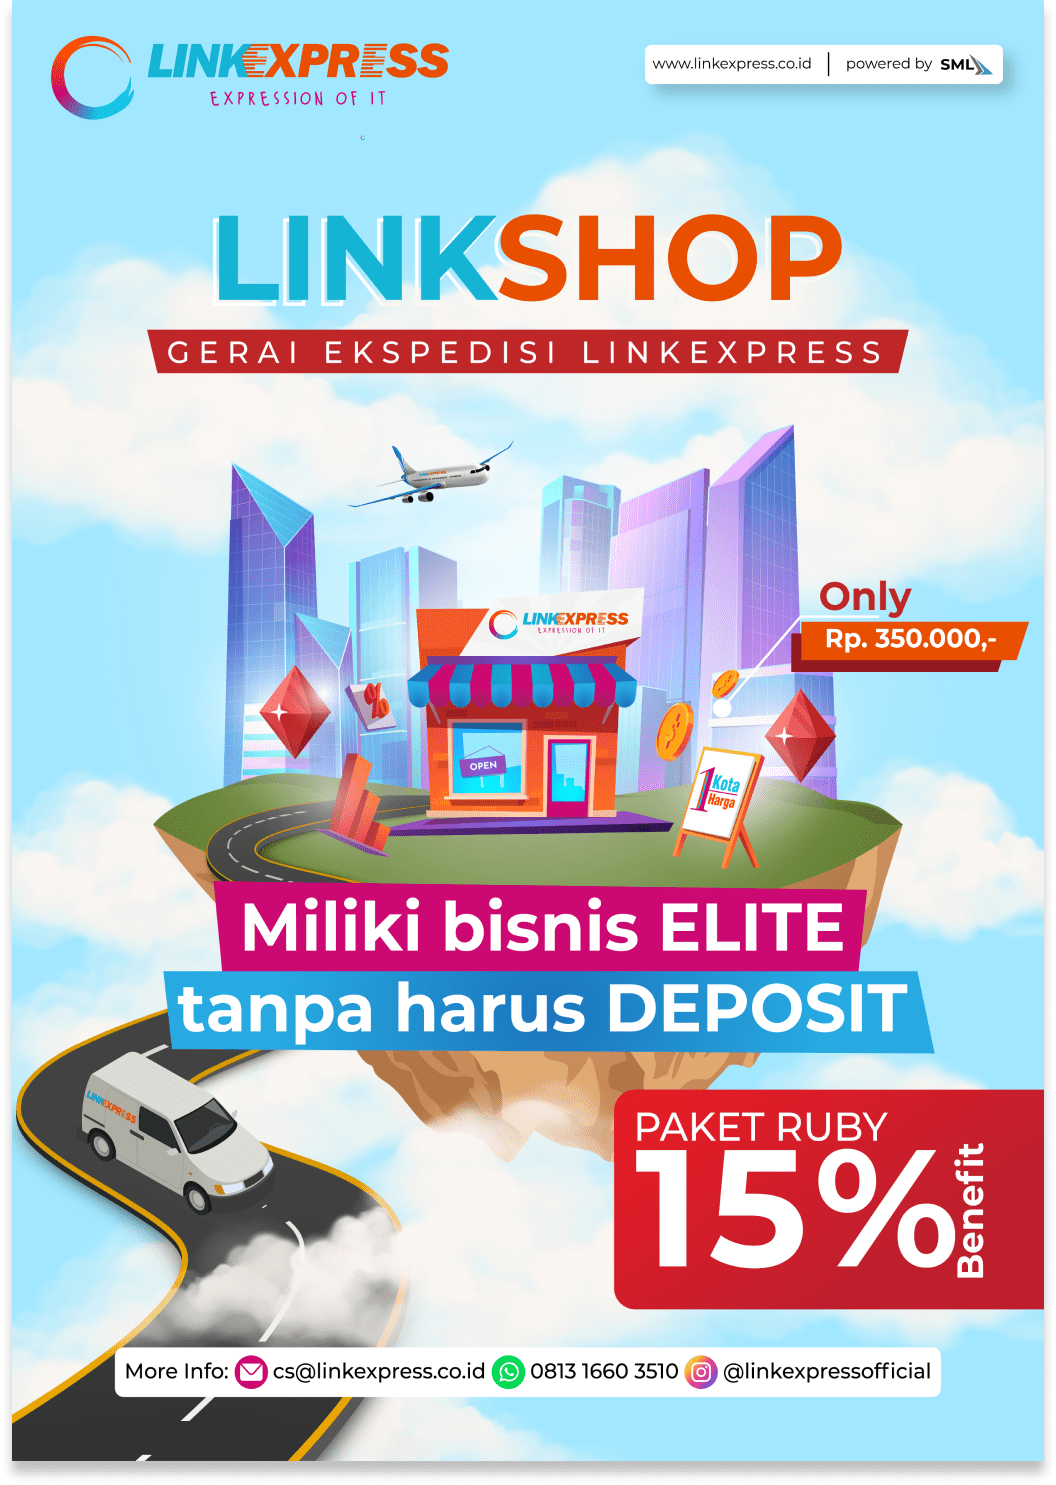 LINKEXPRESS
EXPRESSION OF IT
www.linkexpress.co.id | powered by SML
LINKSHOP
GERAI EKSPEDISI LINKEXPRESS
Only
Rp. 350.000,-
LINKEXPRESS
EXPRESSION OF IT
%
OPEN
1 Kota
Harga
Miliki bisnis ELITE
tanpa harus DEPOSIT
LINKEXPRESS
PAKET RUBY
15% Benefit
More Info: cs@linkexpress.co.id 0813 1660 3510 @linkexpressofficial